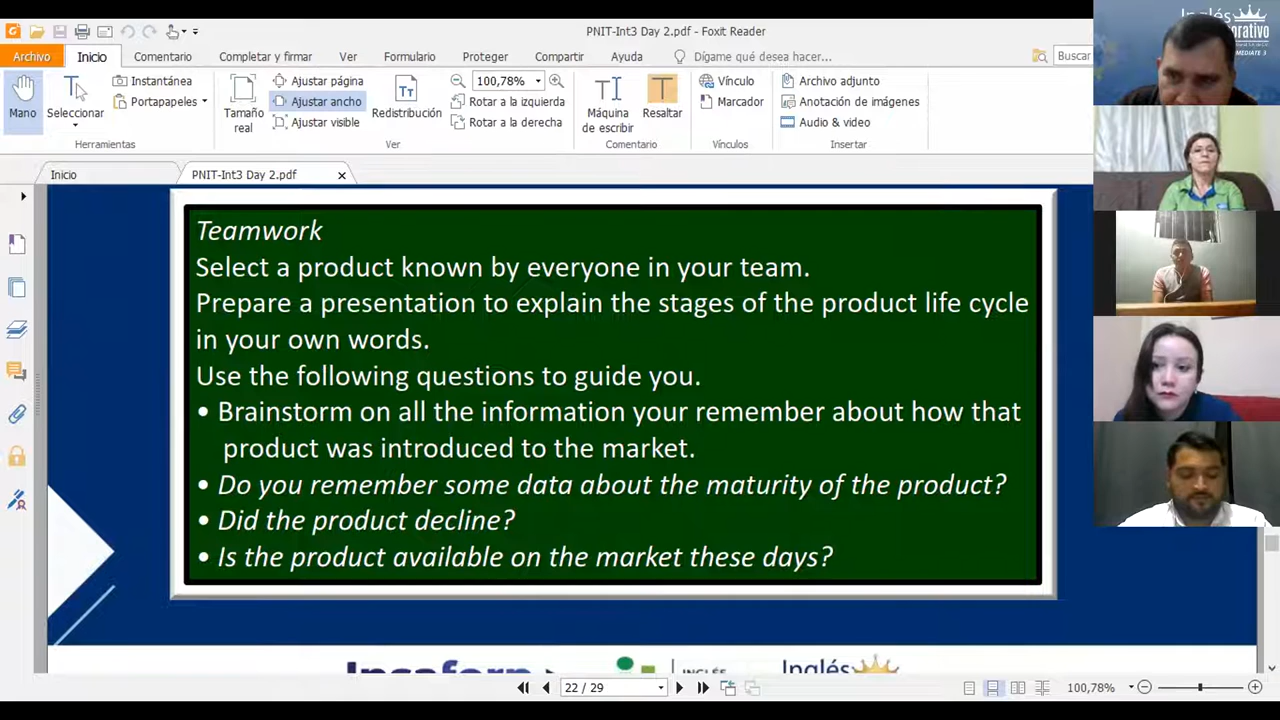 PNIT-Int3 Day 2.pdf - Foxit Reader
Archivo Inicio Comentario Completar y firmar Ver Formulario Proteger Compartir Ayuda Dígame qué desea hacer... Buscar
Mano
Seleccionar
Instantánea
Portapapeles
Herramientas
Tamaño real
Ajustar página
Ajustar ancho
Ajustar visible
Redistribución
100,78%
Rotar a la izquierda
Rotar a la derecha
Ver
Máquina de escribir
Resaltar
Comentario
Vínculo
Marcador
Vínculos
Archivo adjunto
Anotación de imágenes
Audio & video
Insertar
Inicio
PNIT-Int3 Day 2.pdf
Teamwork
Select a product known by everyone in your team.
Prepare a presentation to explain the stages of the product life cycle
in your own words.
Use the following questions to guide you.
• Brainstorm on all the information your remember about how that
product was introduced to the market.
• Do you remember some data about the maturity of the product?
• Did the product decline?
• Is the product available on the market these days?
INGLÉS
Inglés
22 / 29
100,78%
Inglés